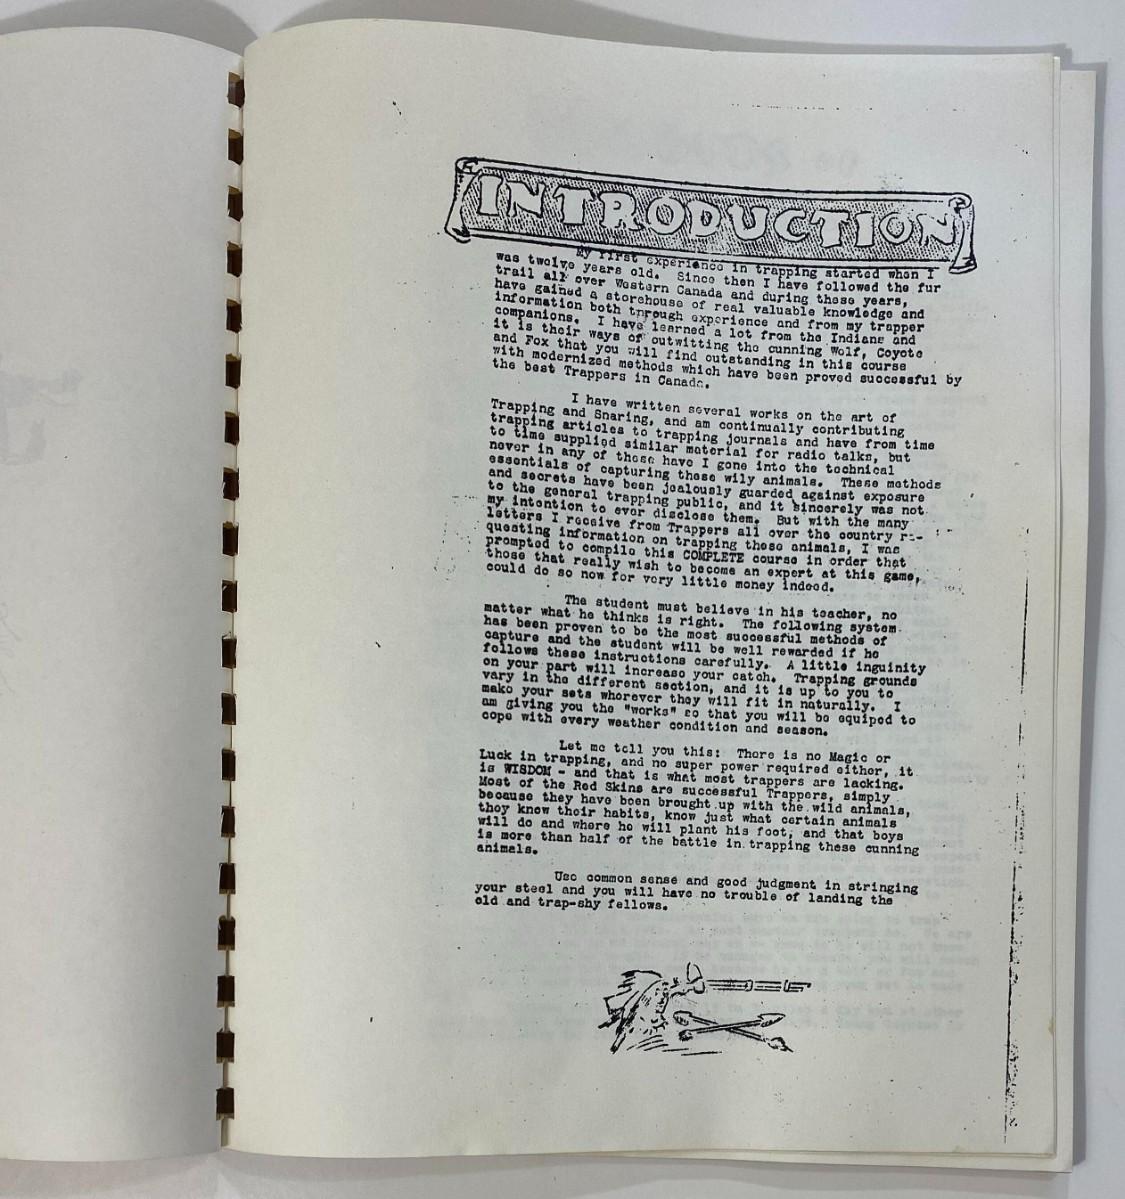 INTRODUCTION
My first experience in trapping started when I
was twelve years old. Since then I have followed the fur
trail all over Western Canada and during these years,
have gained a storehouse of real valuable knowledge and
information both through experience and from my trapper
companions. I have learned a lot from the Indians and
it is their ways of outwitting the cunning Wolf, Coyote
and Fox that you will find outstanding in this course
with modernized methods which have been proved successful by
the best Trappers in Canada.
I have written several works on the art of
Trapping and Snaring, and am continually contributing
trapping articles to trapping journals and have from time
to time supplied similar material for radio talks, but
never in any of these have I gone into the technical
essentials of capturing these wily animals. These methods
and secrets have been jealously guarded against exposure
to the general trapping public, and it sincerely was not
my intention to ever disclose them. But with the many
letters I receive from Trappers all over the country re-
questing information on trapping these animals, I was
prompted to compile this COMPLETE course in order that
those that really wish to become an expert at this game,
could do so now for very little money indeed.
The student must believe in his teacher, no
matter what he thinks is right. The following system
has been proven to be the most successful methods of
capture and the student will be well rewarded if he
follows these instructions carefully. A little inguinity
on your part will increase your catch. Trapping grounds
vary in the different section, and it is up to you to
make your sets wherever they will fit in naturally. I
am giving you the "works" so that you will be equiped to
cope with every weather condition and season.
Let me tell you this: There is no Magic or
Luck in trapping, and no super power required either, it
is WISDOM - and that is what most trappers are lacking.
Most of the Red Skins are successful Trappers, simply
because they have been brought up with the wild animals,
they know their habits, know just what certain animals
will do and where he will plant his foot, and that boys
is more than half of the battle in trapping these cunning
animals.
Use common sense and good judgment in stringing
your steel and you will have no trouble of landing the
old and trap-shy fellows.